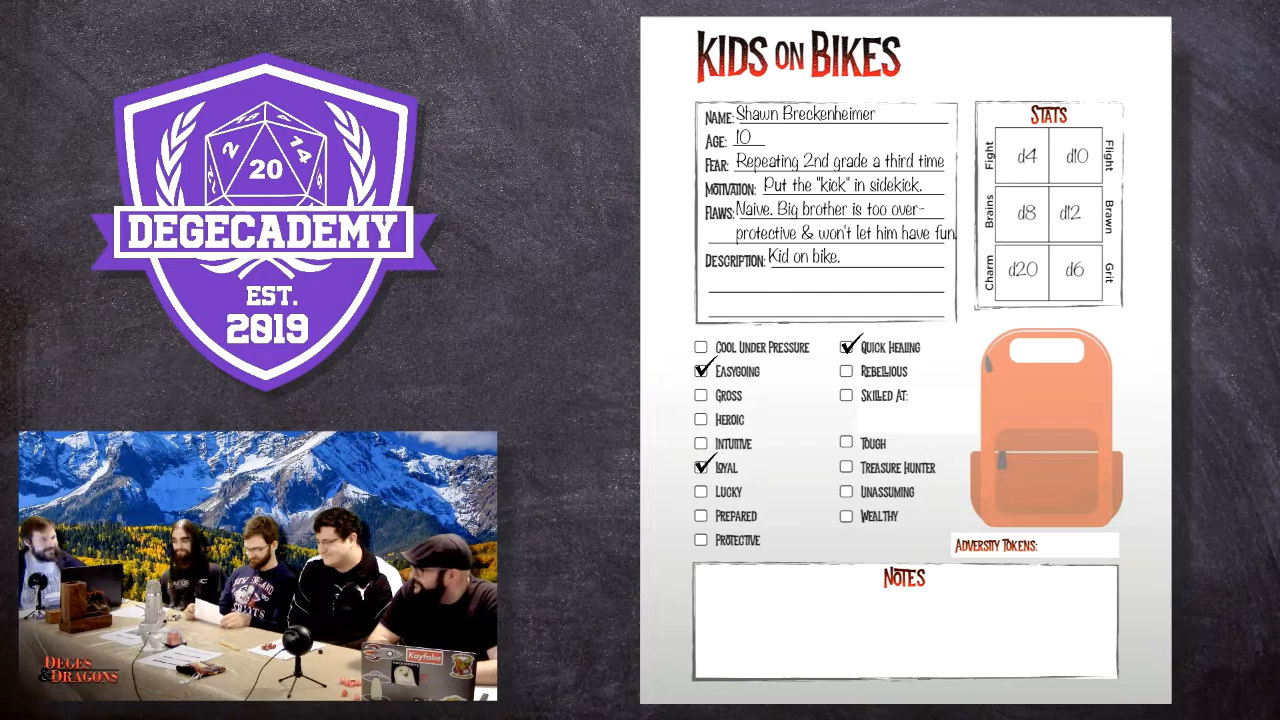 2
20
14
DEGECADEMY
EST.
2019
DEGES
& DRAGONS
Kayfabe
NEW ENGLAND
KIDS ON BIKES
NAME: Shawn Breckenheimer
AGE: 10
FEAR: Repeating 2nd grade a third time
MOTIVATION: Put the "kick" in sidekick.
FLAWS: Naive. Big brother is too over-
protective & won't let him have fun.
DESCRIPTION: Kid on bike.
STATS
Fight d4 d10 Flight
Brains d8 d12 Brawn
Charm d20 d6 Grit
COOL UNDER PRESSURE
EASYGOING
GROSS
HEROIC
INTUITIVE
LOYAL
LUCKY
PREPARED
PROTECTIVE
QUICK HEALING
REBELLIOUS
SKILLED AT:
TOUGH
TREASURE HUNTER
UNASSUMING
WEALTHY
ADVERSITY TOKENS:
NOTES